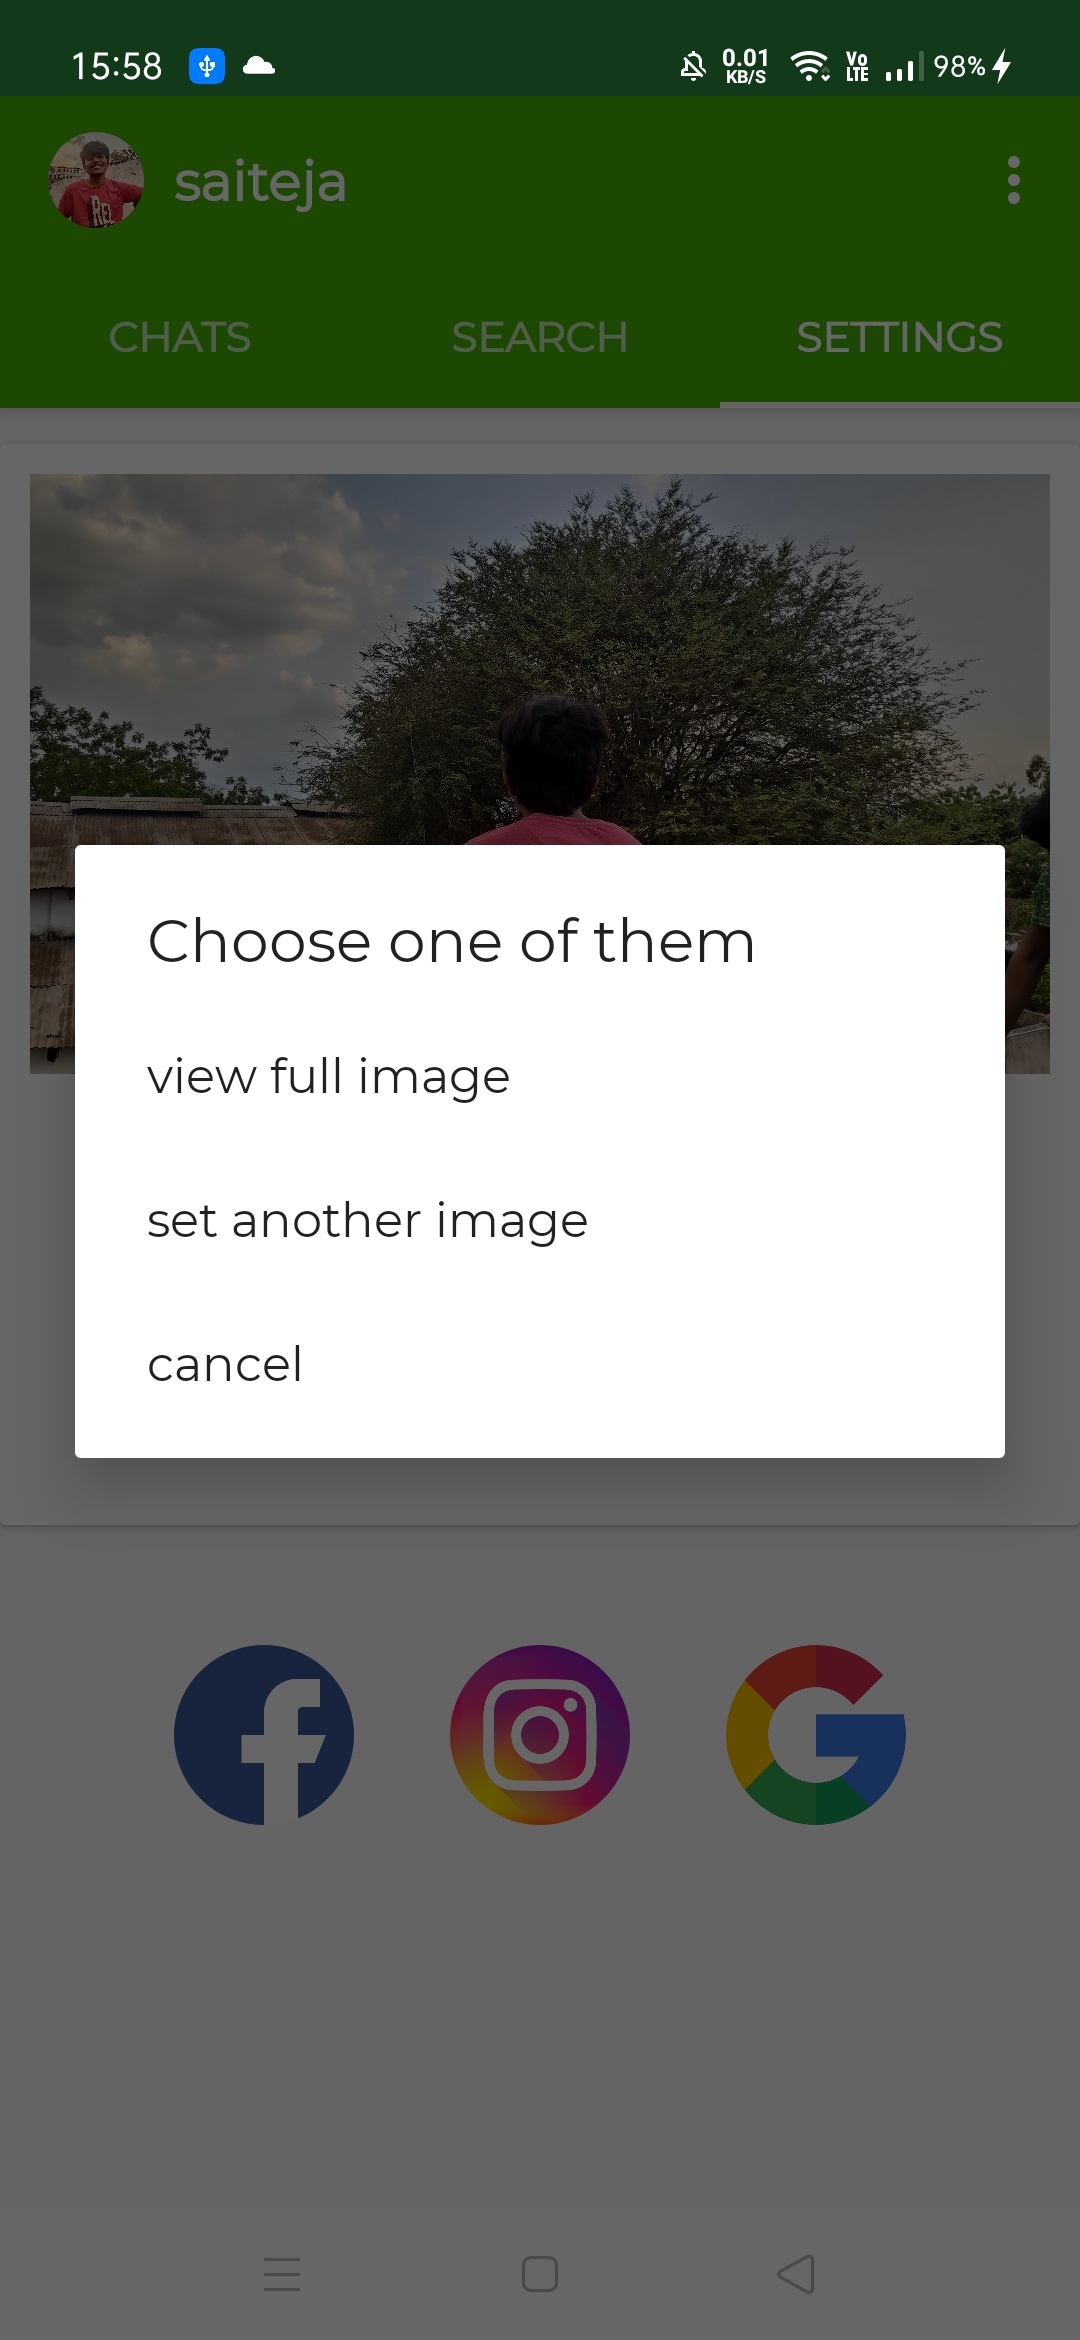 15:58 0.01 KB/S Vo LTE 98%
saiteja
CHATS SEARCH SETTINGS
Choose one of them
view full image
set another image
cancel